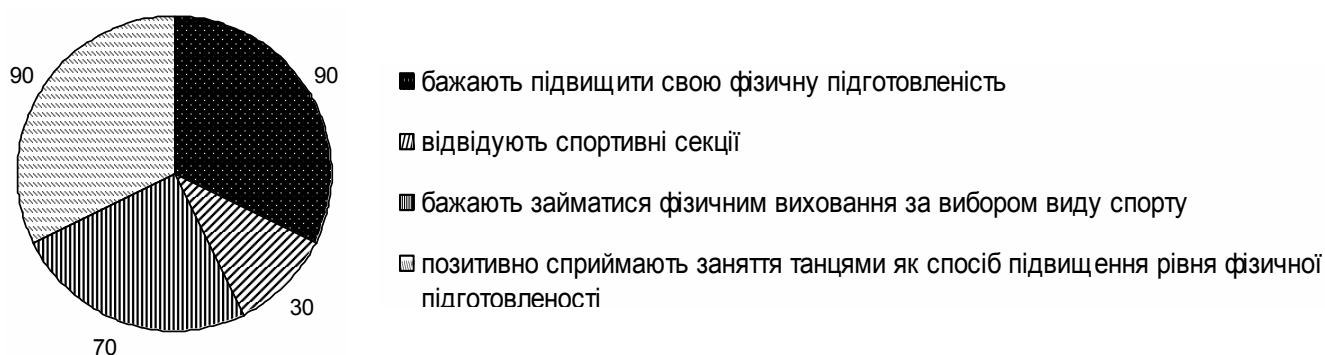 90
90
30
70
бажають підвищити свою фізичну підготовленість
відвідують спортивні секції
бажають займатися фізичним виховання за вибором виду спорту
позитивно сприймають заняття танцями як спосіб підвищення рівня фізичної
підготовленості